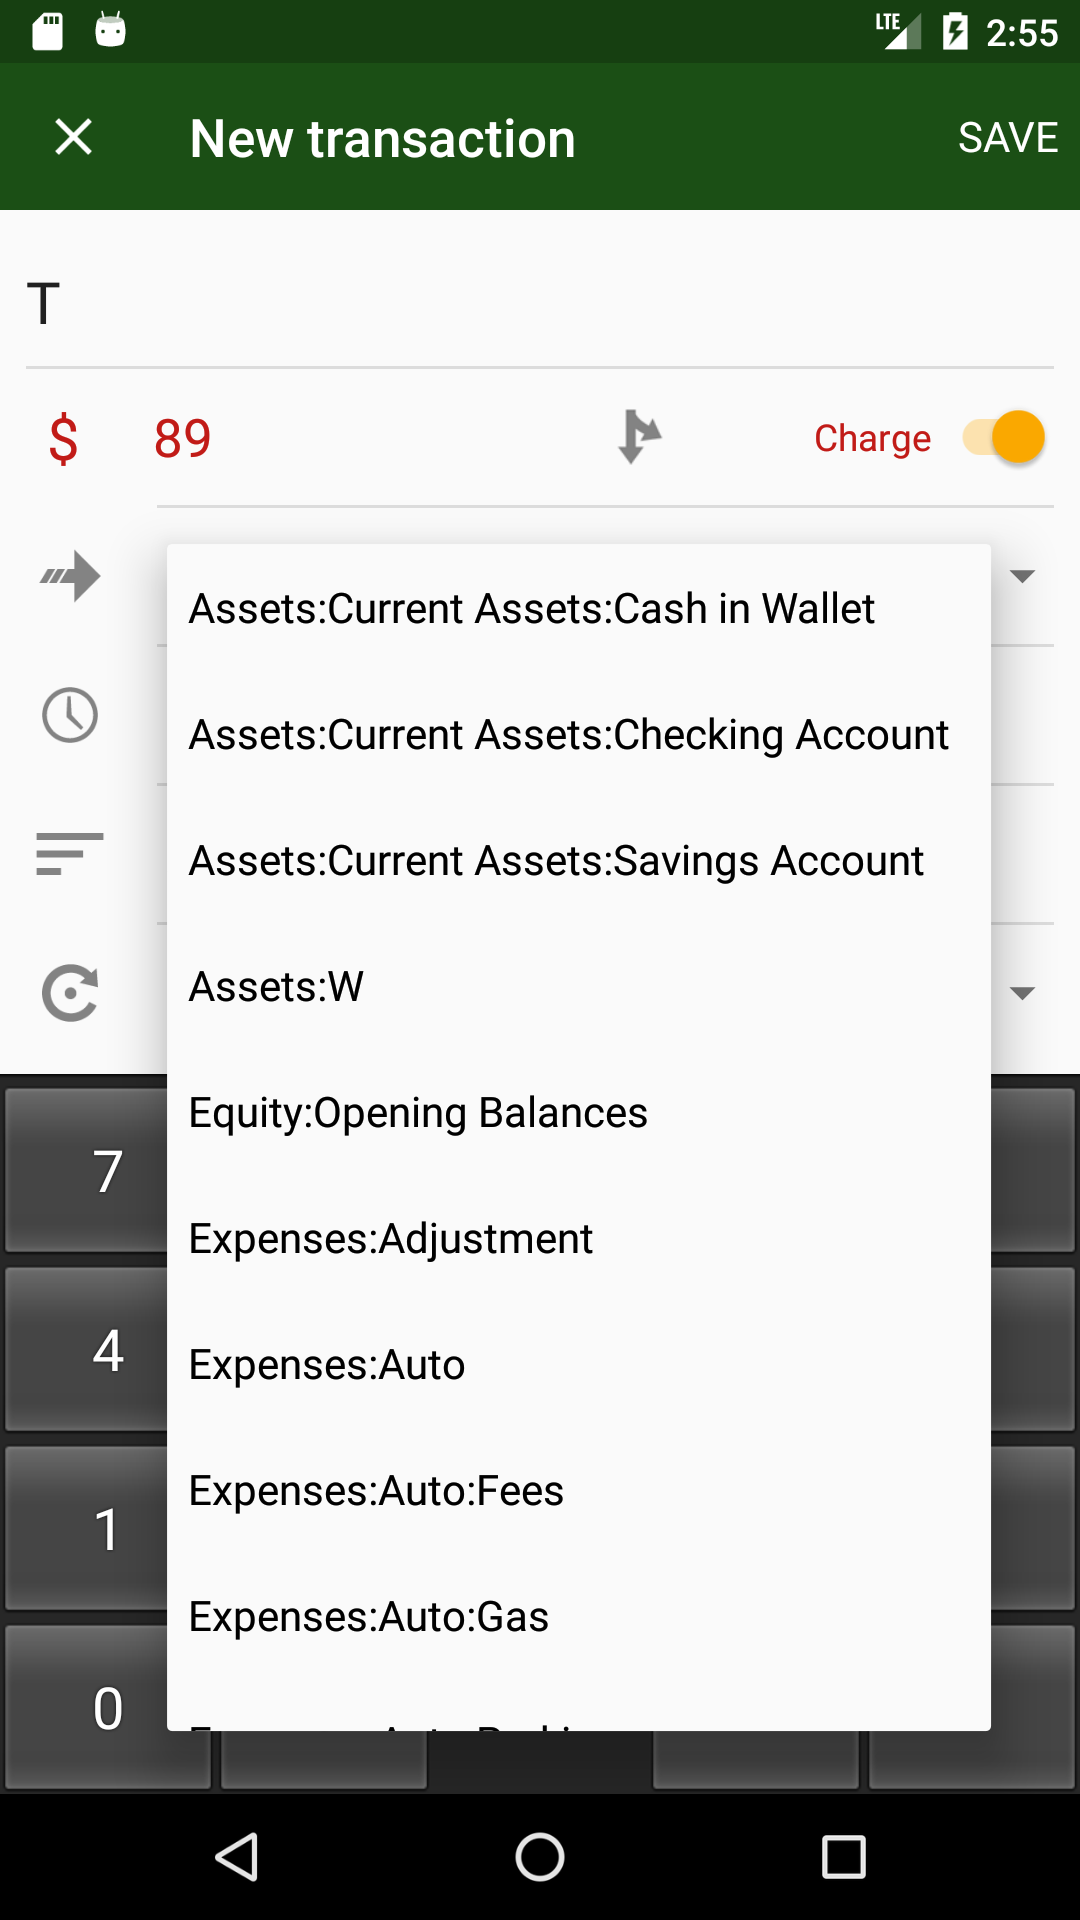 LTE 2:55
New transaction SAVE
T
$ 89 Charge
Assets:Current Assets:Cash in Wallet
Assets:Current Assets:Checking Account
Assets:Current Assets:Savings Account
Assets:W
Equity:Opening Balances
7
Expenses:Adjustment
4
Expenses:Auto
Expenses:Auto:Fees
1
Expenses:Auto:Gas
0